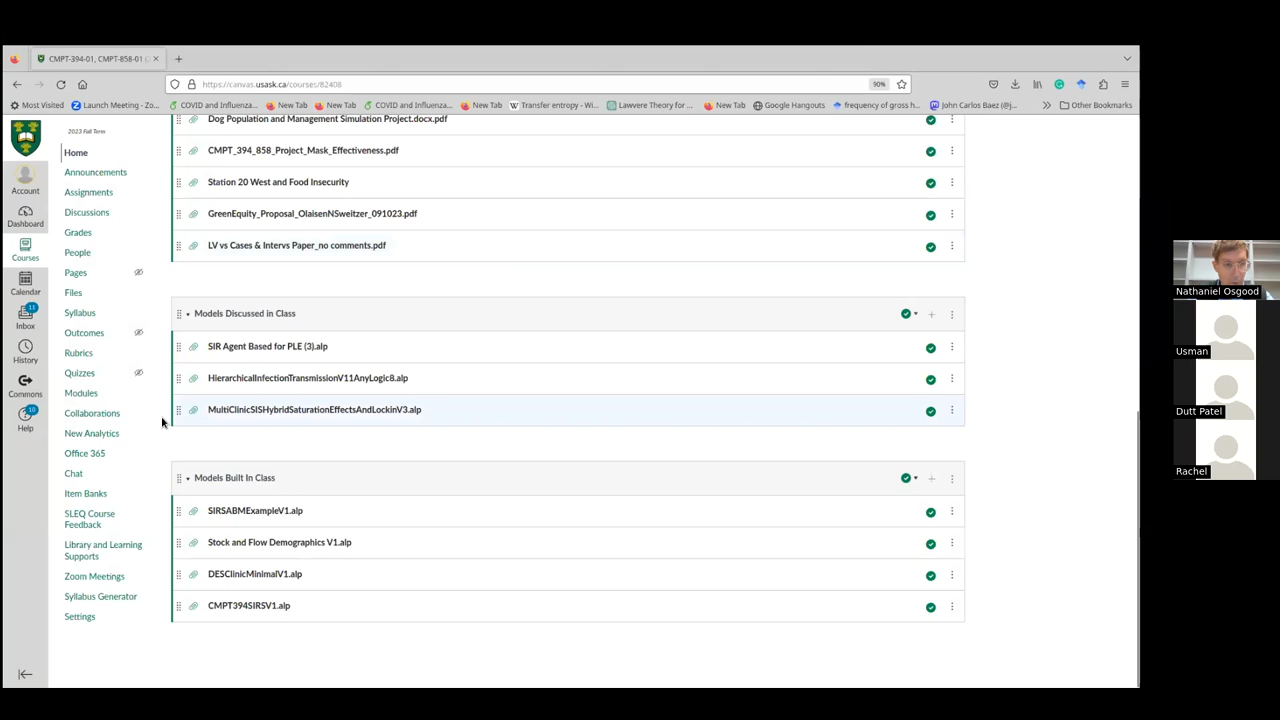 CMPT-394-01, CMPT-858-01 (
https://canvas.usask.ca/courses/82408
90%
Most Visited
Launch Meeting - Zo...
COVID and Influenza...
New Tab
New Tab
COVID and Influenza...
New Tab
Transfer entropy - Wi...
Lawvere Theory for ...
New Tab
Google Hangouts
frequency of gross h...
John Carlos Baez (@j...
Other Bookmarks
Account
Dashboard
Courses
Calendar
11
Inbox
History
Commons
10
Help
2023 Fall Term
Home
Announcements
Assignments
Discussions
Grades
People
Pages
Files
Syllabus
Outcomes
Rubrics
Quizzes
Modules
Collaborations
New Analytics
Office 365
Chat
Item Banks
SLEQ Course
Feedback
Library and Learning
Supports
Zoom Meetings
Syllabus Generator
Settings
Dog Population and Management Simulation Project.docx.pdf
CMPT_394_858_Project_Mask_Effectiveness.pdf
Station 20 West and Food Insecurity
GreenEquity_Proposal_OlaisenNSweitzer_091023.pdf
LV vs Cases & Intervs Paper_no comments.pdf
Models Discussed in Class
SIR Agent Based for PLE (3).alp
HierarchicalInfectionTransmissionV11AnyLogic8.alp
MultiClinicSISHybridSaturationEffectsAndLockinV3.alp
Models Built In Class
SIRSABMExampleV1.alp
Stock and Flow Demographics V1.alp
DESClinicMinimalV1.alp
CMPT394SIRSV1.alp
Nathaniel Osgood
Usman
Dutt Patel
Rachel